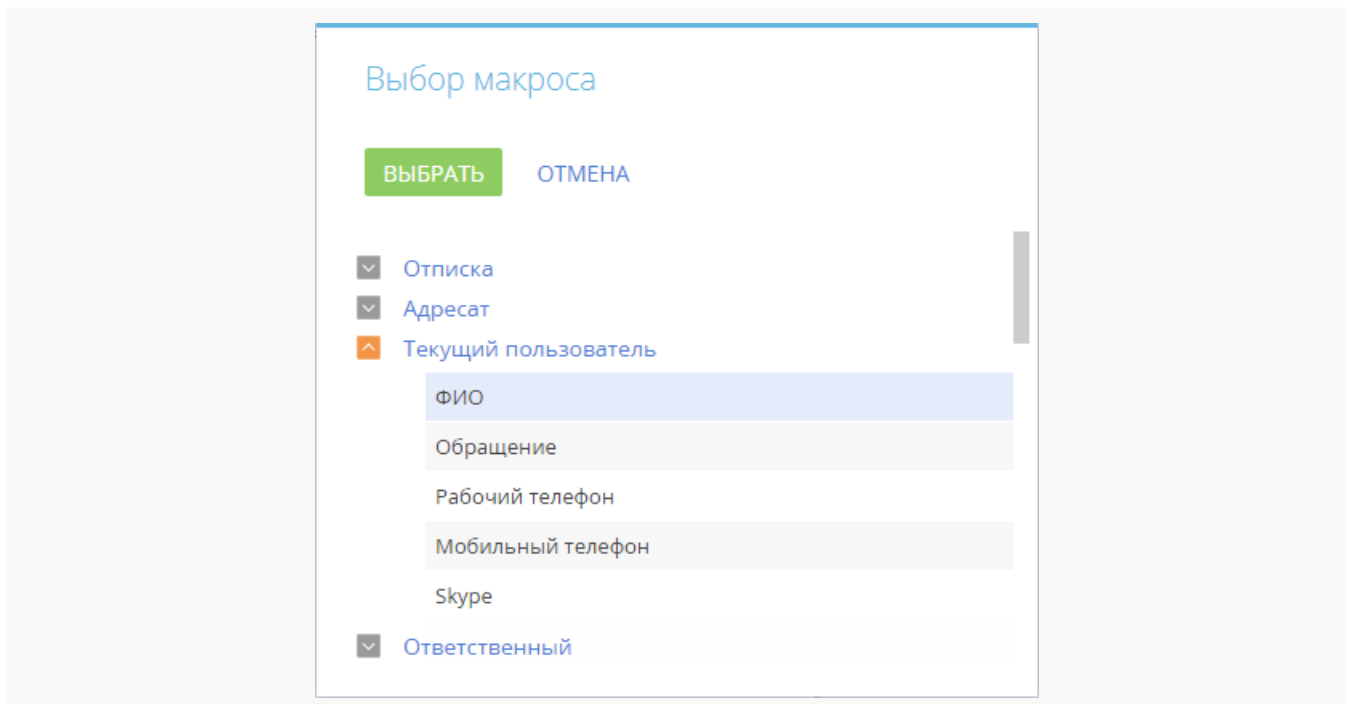 Выбор макроса
ВЫБРАТЬ ОТМЕНА
Отписка
Адресат
Текущий пользователь
ФИО
Обращение
Рабочий телефон
Мобильный телефон
Skype
Ответственный